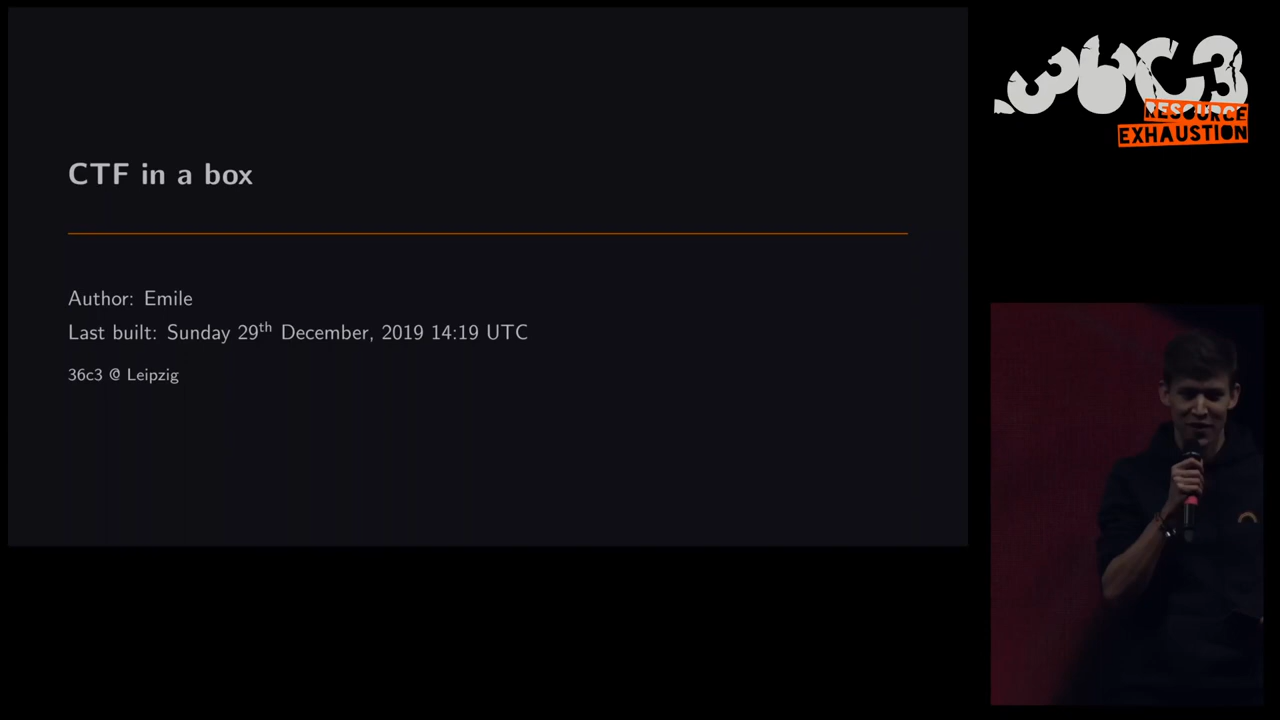 CTF in a box
Author: Emile
Last built: Sunday 29th December, 2019 14:19 UTC
36c3 @ Leipzig
36C3
RESOURCE
EXHAUSTION